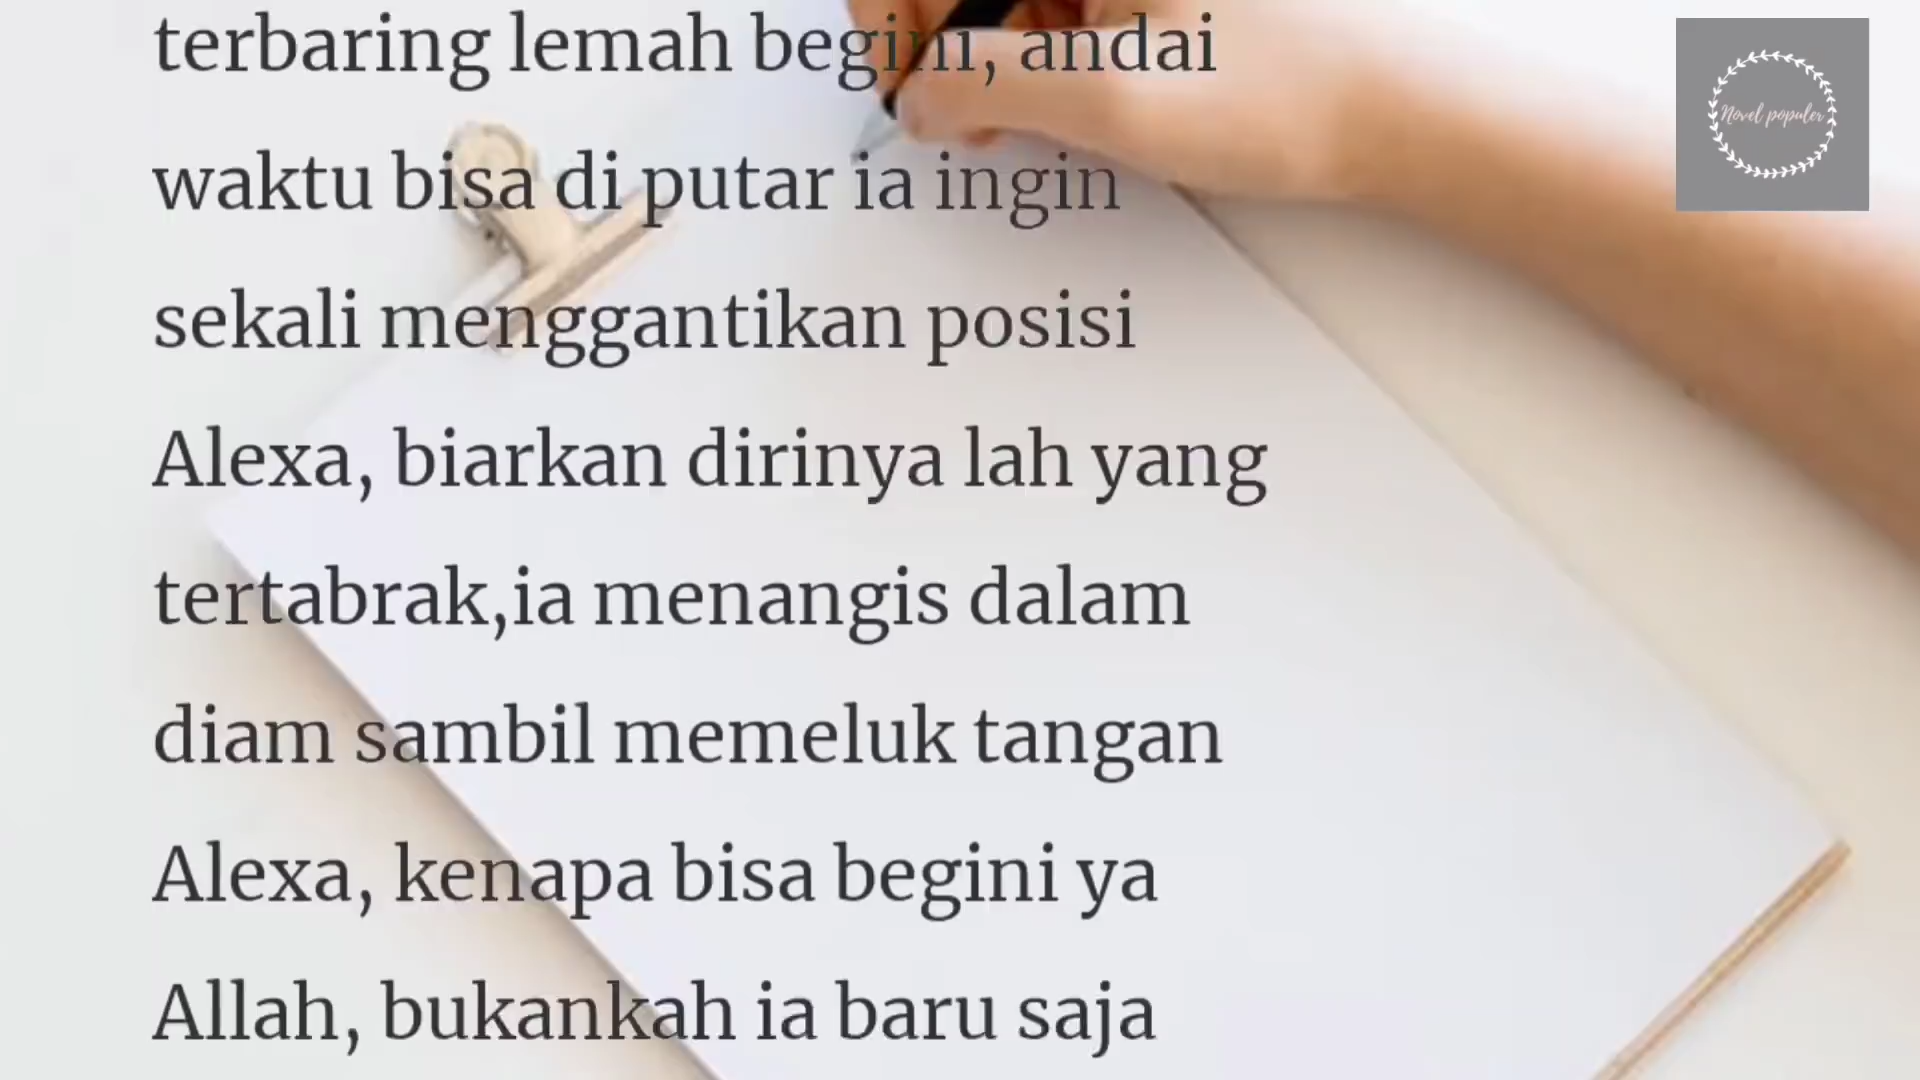 terbaring lemah begini, andai
waktu bisa di putar ia ingin
sekali menggantikan posisi
Alexa, biarkan dirinya lah yang
tertabrak,ia menangis dalam
diam sambil memeluk tangan
Alexa, kenapa bisa begini ya
Allah, bukankah ia baru saja
Novel populer